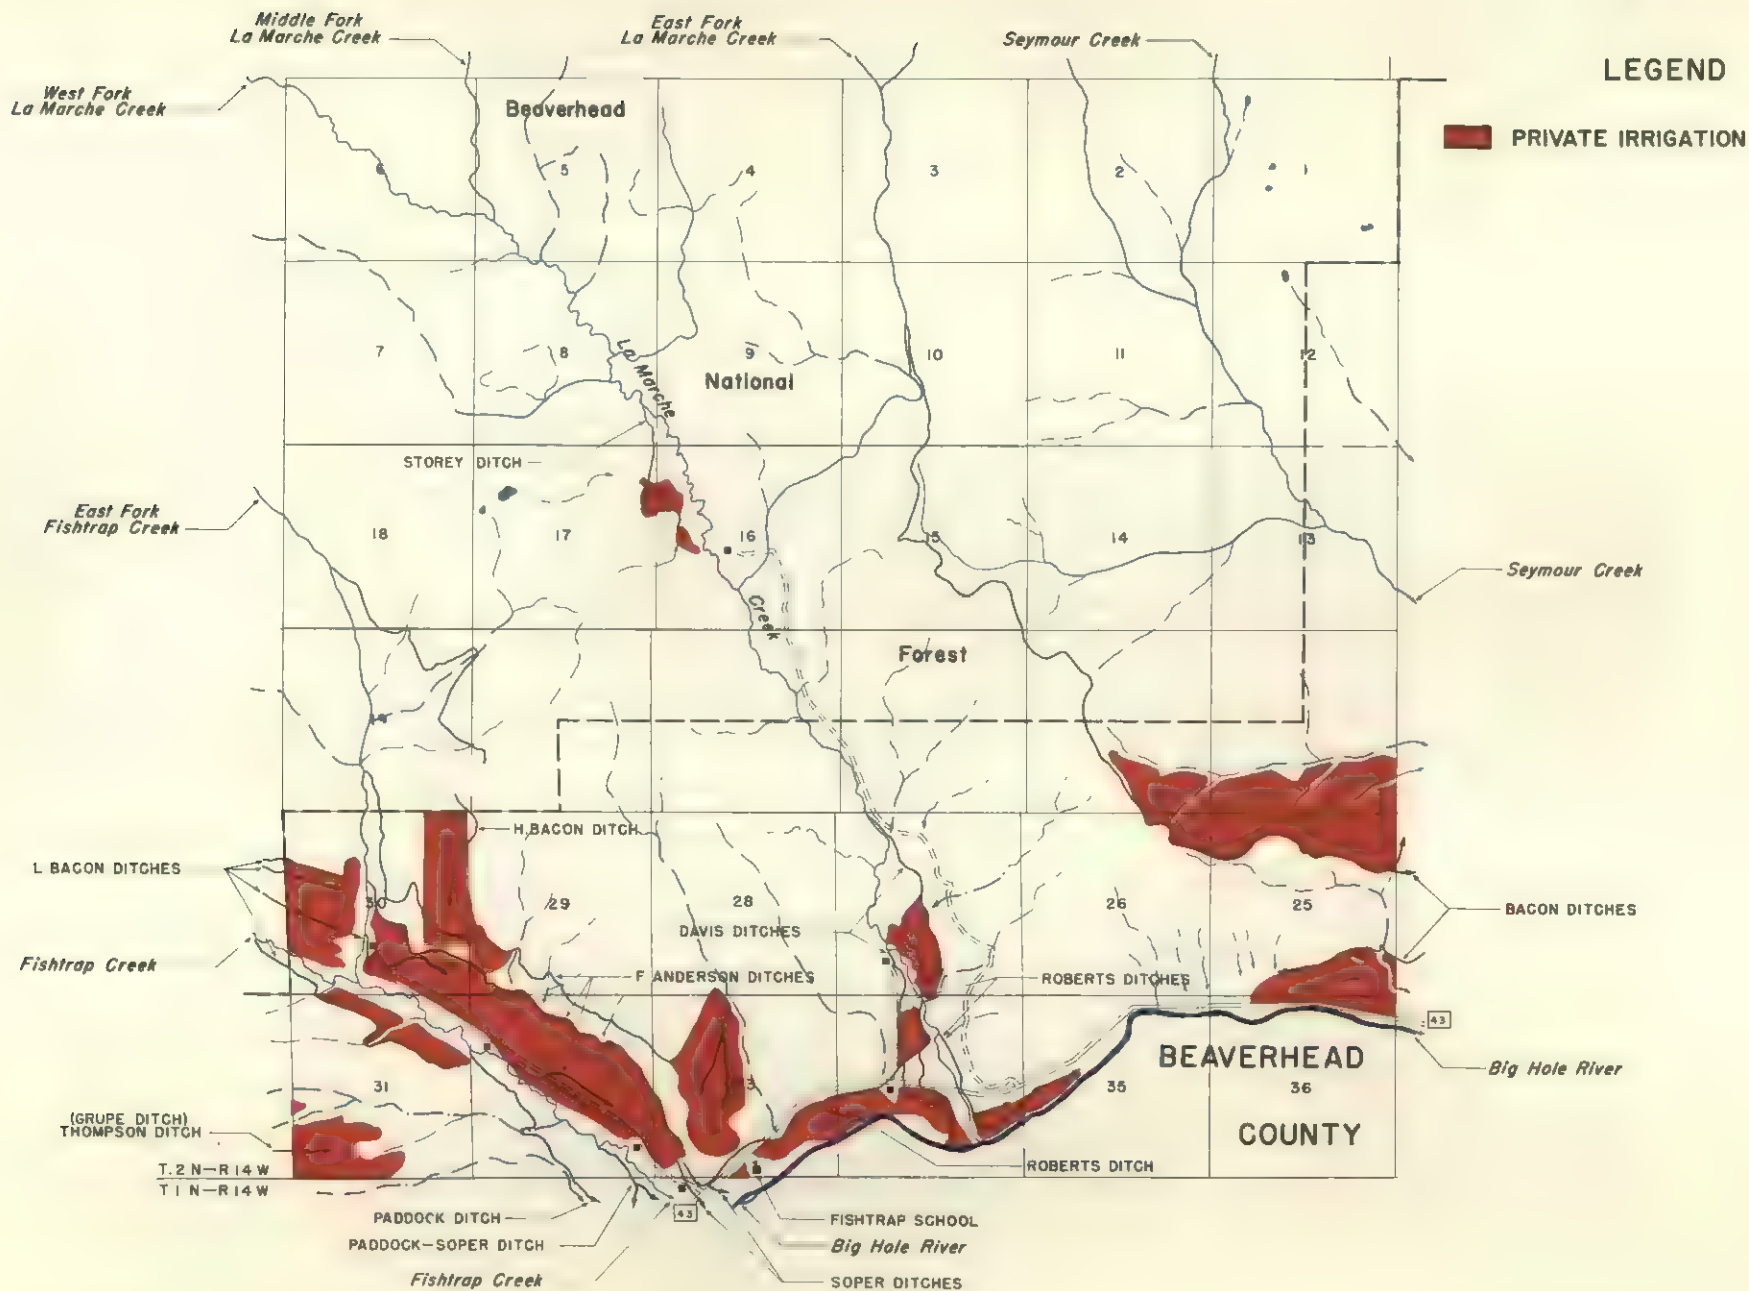 Middle Fork
La Marche Creek
East Fork
La Marche Creek
Seymour Creek
LEGEND
West Fork
La Marche Creek
Beaverhead
PRIVATE IRRIGATION
6
5
4
3
2
1
7
8
9
10
11
12
La Marche
National
STOREY DITCH
East Fork
Fishtrap Creek
18
17
16
15
14
13
Seymour Creek
Creek
Forest
19
H. BACON DITCH
L BACON DITCHES
30
29
28
26
25
BACON DITCHES
DAVIS DITCHES
Fishtrap Creek
F ANDERSON DITCHES
ROBERTS DITCHES
43
BEAVERHEAD
Big Hole River
31
35
36
(GRUPE DITCH)
THOMPSON DITCH
COUNTY
T. 2 N-R 14 W
T 1 N-R 14 W
ROBERTS DITCH
PADDOCK DITCH
43
FISHTRAP SCHOOL
PADDOCK-SOPER DITCH
Big Hole River
Fishtrap Creek
SOPER DITCHES